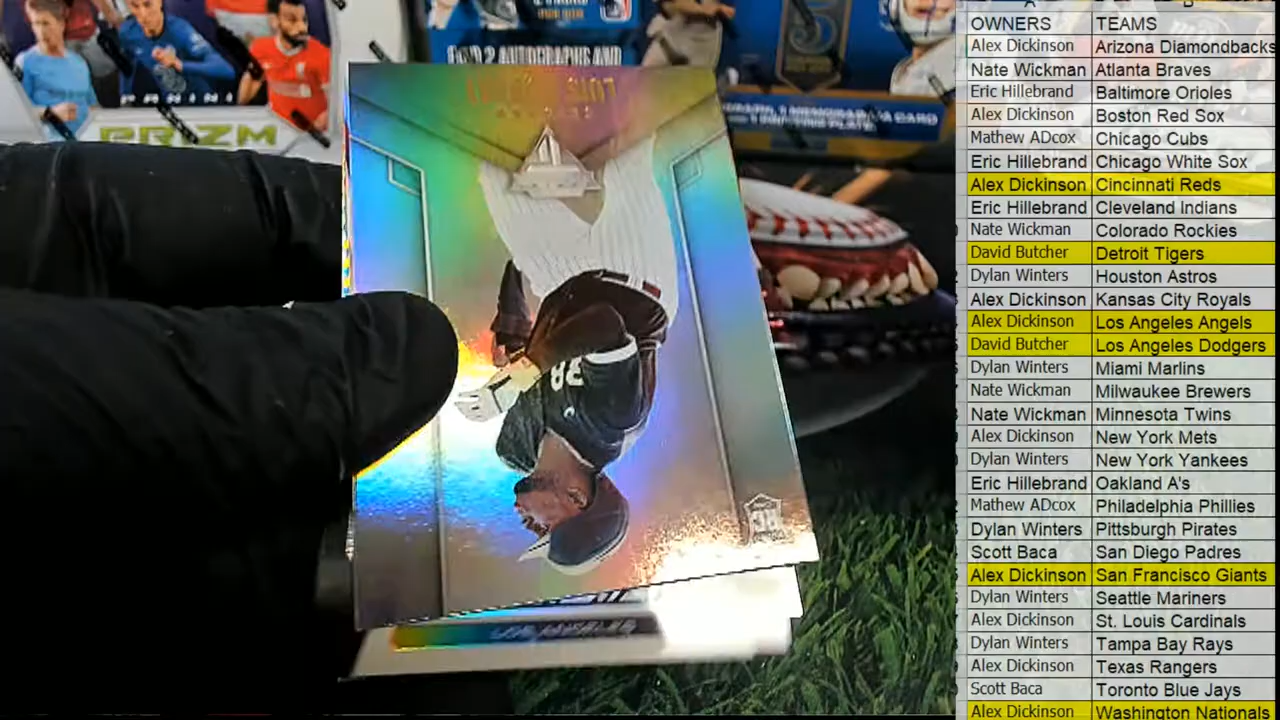 PANINI
PRIZM
AND 2 AUTOGRAPHS AND
38
RC
A B
OWNERS TEAMS
Alex Dickinson Arizona Diamondbacks
Nate Wickman Atlanta Braves
Eric Hillebrand Baltimore Orioles
Alex Dickinson Boston Red Sox
Mathew ADcox Chicago Cubs
Eric Hillebrand Chicago White Sox
Alex Dickinson Cincinnati Reds
Eric Hillebrand Cleveland Indians
Nate Wickman Colorado Rockies
David Butcher Detroit Tigers
Dylan Winters Houston Astros
Alex Dickinson Kansas City Royals
Alex Dickinson Los Angeles Angels
David Butcher Los Angeles Dodgers
Dylan Winters Miami Marlins
Nate Wickman Milwaukee Brewers
Nate Wickman Minnesota Twins
Alex Dickinson New York Mets
Dylan Winters New York Yankees
Eric Hillebrand Oakland A's
Mathew ADcox Philadelphia Phillies
Dylan Winters Pittsburgh Pirates
Scott Baca San Diego Padres
Alex Dickinson San Francisco Giants
Dylan Winters Seattle Mariners
Alex Dickinson St. Louis Cardinals
Dylan Winters Tampa Bay Rays
Alex Dickinson Texas Rangers
Scott Baca Toronto Blue Jays
Alex Dickinson Washington Nationals